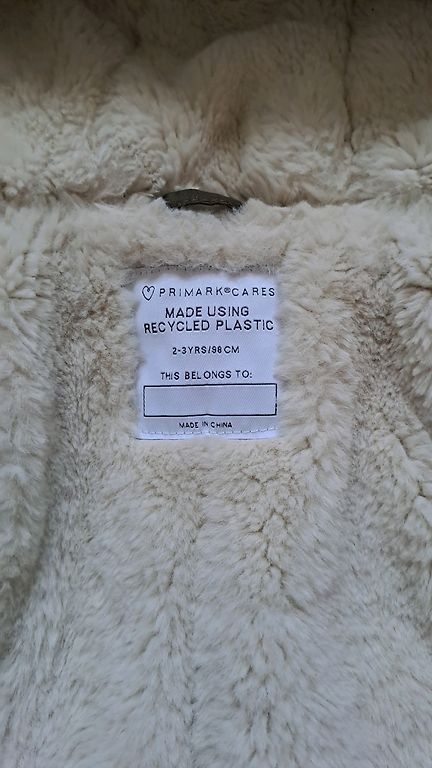 PRIMARK®CARES
MADE USING
RECYCLED PLASTIC
2-3YRS/98CM
THIS BELONGS TO:
MADE IN CHINA